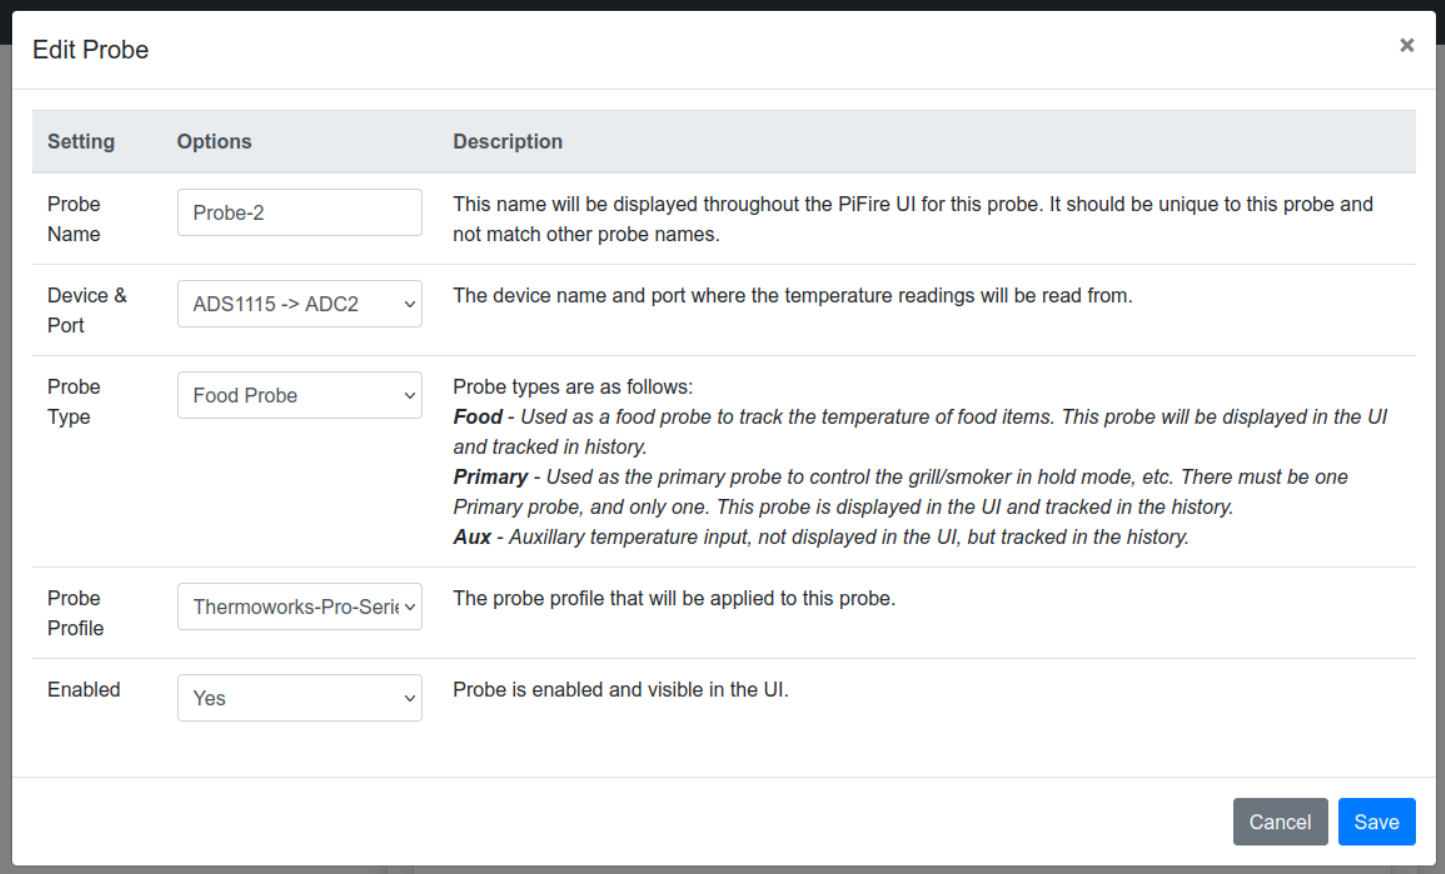 Edit Probe
×
Setting Options Description
Probe Name
Probe-2
This name will be displayed throughout the PiFire UI for this probe. It should be unique to this probe and
not match other probe names.
Device &
Port
ADS1115 -> ADC2
The device name and port where the temperature readings will be read from.
Probe
Type
Food Probe
Probe types are as follows:
Food - Used as a food probe to track the temperature of food items. This probe will be displayed in the UI
and tracked in history.
Primary - Used as the primary probe to control the grill/smoker in hold mode, etc. There must be one
Primary probe, and only one. This probe is displayed in the UI and tracked in the history.
Aux - Auxillary temperature input, not displayed in the UI, but tracked in the history.
Probe
Profile
Thermoworks-Pro-Serie
The probe profile that will be applied to this probe.
Enabled
Yes
Probe is enabled and visible in the UI.
Cancel Save